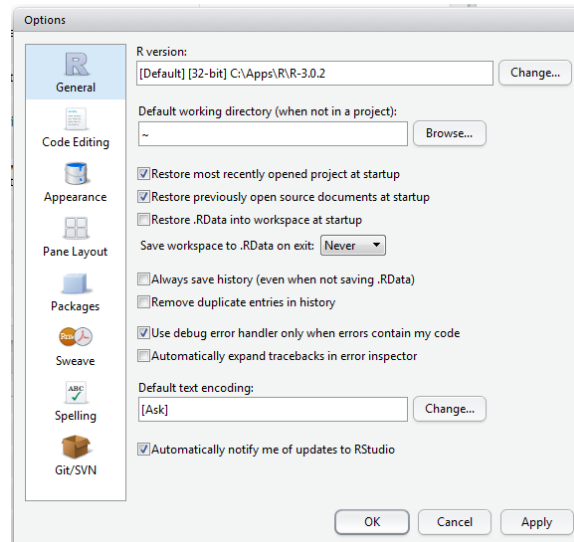 Options
R version:
[Default] [32-bit] C:\Apps\R\R-3.0.2
Change...
Default working directory (when not in a project):
~
Browse...
Restore most recently opened project at startup
Restore previously open source documents at startup
Restore .RData into workspace at startup
Save workspace to .RData on exit: Never
Always save history (even when not saving .RData)
Remove duplicate entries in history
Use debug error handler only when errors contain my code
Automatically expand tracebacks in error inspector
Default text encoding:
[Ask]
Change...
Automatically notify me of updates to RStudio
R
General
Code Editing
Appearance
Pane Layout
Packages
Sweave
ABC
Spelling
Git/SVN
OK
Cancel
Apply